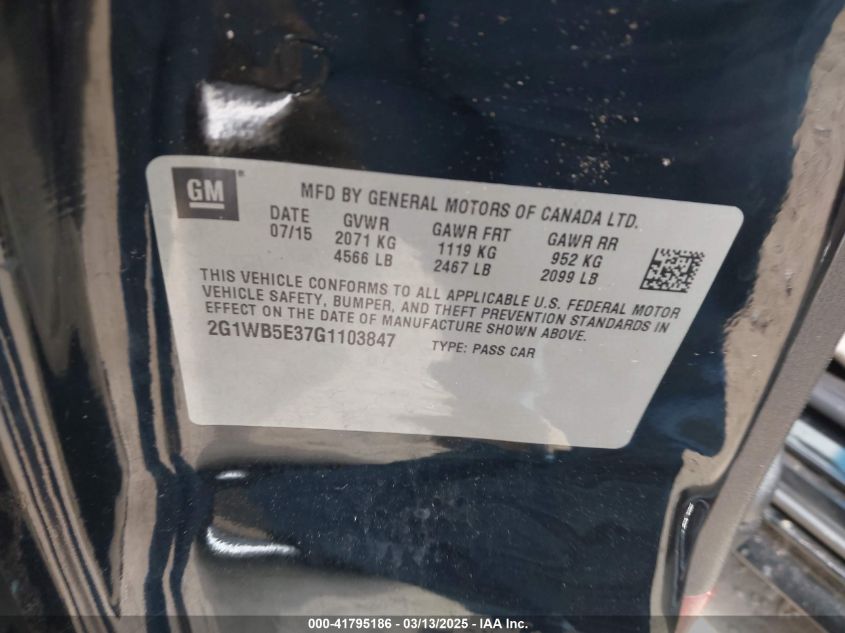 GM ®
MFD BY GENERAL MOTORS OF CANADA LTD.
DATE GVWR GAWR FRT GAWR RR
07/15 2071 KG 1119 KG 952 KG
4566 LB 2467 LB 2099 LB
THIS VEHICLE CONFORMS TO ALL APPLICABLE U.S. FEDERAL MOTOR
VEHICLE SAFETY, BUMPER, AND THEFT PREVENTION STANDARDS IN
EFFECT ON THE DATE OF MANUFACTURE SHOWN ABOVE.
2G1WB5E37G1103847 TYPE: PASS CAR
000-41795186 - 03/13/2025 - IAA Inc.